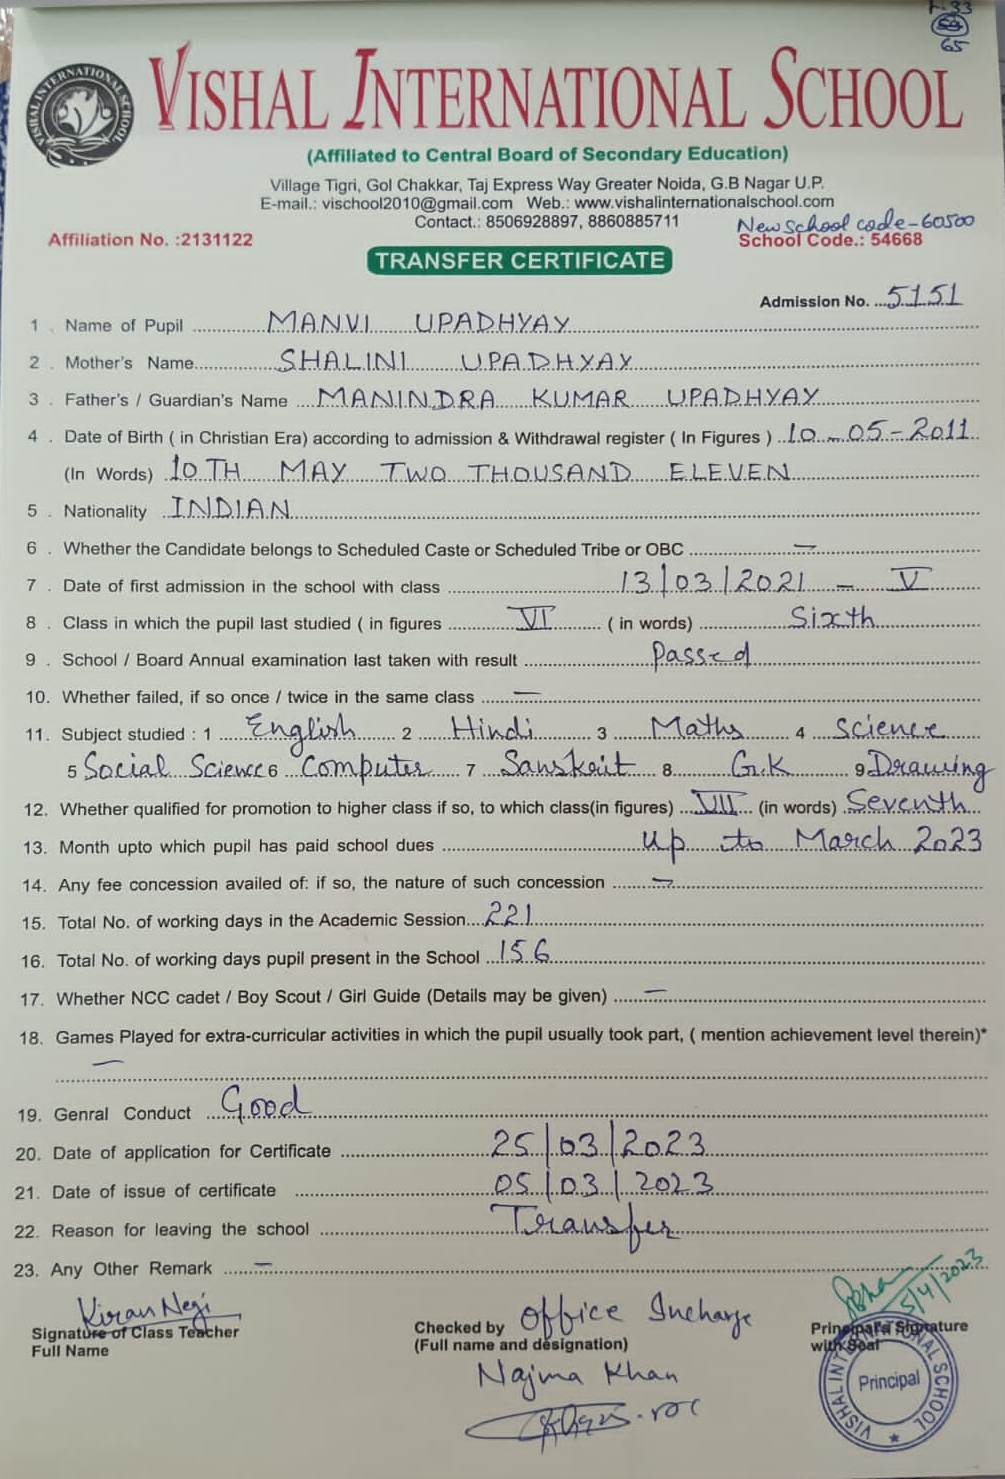 65
VISHAL INTERNATIONAL SCHOOL
VISHAL INTERNATIONAL SCHOOL
(Affiliated to Central Board of Secondary Education)
Village Tigri, Gol Chakkar, Taj Express Way Greater Noida, G.B Nagar U.P.
E-mail.: vischool2010@gmail.com Web.: www.vishalinternationalschool.com
Contact.: 8506928897, 8860885711
New school code-60500
Affiliation No. :2131122 School Code.: 54668
TRANSFER CERTIFICATE
Admission No. ...5151
1 . Name of Pupil ............MANVI UPADHYAY
2 . Mother's Name............SHALINI UPADHYAY
3 . Father's / Guardian's Name ...MANINDRA KUMAR UPADHYAY
4 . Date of Birth ( in Christian Era) according to admission & Withdrawal register ( In Figures ) ..10-05-2011
(In Words) .10TH MAY TWO THOUSAND ELEVEN
5 . Nationality ..INDIAN
6 . Whether the Candidate belongs to Scheduled Caste or Scheduled Tribe or OBC ............—
7 . Date of first admission in the school with class ............13/03/2021 — V
8 . Class in which the pupil last studied ( in figures ......VI...... ( in words) ......Sixth
9 . School / Board Annual examination last taken with result ............Passed
10. Whether failed, if so once / twice in the same class ......—
11. Subject studied : 1 ....English.... 2 ....Hindi.... 3 ....Maths.... 4 ...Science
5 Social Science 6 ...Computer... 7 ...Sanskrit 8......G.K...... 9 Drawing
12. Whether qualified for promotion to higher class if so, to which class(in figures) ..VII... (in words) .Seventh..
13. Month upto which pupil has paid school dues ............up to March 2023
14. Any fee concession availed of: if so, the nature of such concession ......—
15. Total No. of working days in the Academic Session...221
16. Total No. of working days pupil present in the School ..156
17. Whether NCC cadet / Boy Scout / Girl Guide (Details may be given) ......—
18. Games Played for extra-curricular activities in which the pupil usually took part, ( mention achievement level therein)*
—
19. Genral Conduct ..Good
20. Date of application for Certificate ............25/03/2023
21. Date of issue of certificate ............05/03/2023
22. Reason for leaving the school ............Transfer
23. Any Other Remark ......—
5/4/2023
Kiran Negi
Signature of Class Teacher
Full Name
Checked by Office Incharge
(Full name and designation)
Najma Khan
Principal's Signature
with Seal
VISHAL INTERNATIONAL SCHOOL
Principal